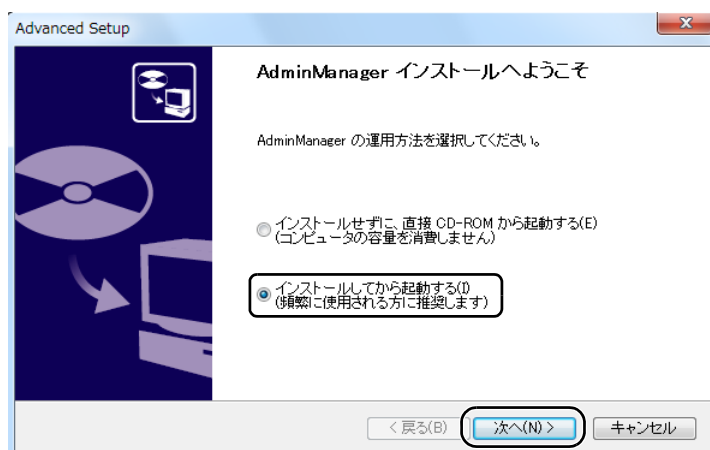 Advanced Setup
AdminManager インストールへようこそ
AdminManager の運用方法を選択してください。
インストールせずに、直接 CD-ROM から起動する(E)
(コンピュータの容量を消費しません)
インストールしてから起動する(I)
(頻繁に使用される方に推奨します)
< 戻る(B)
次へ(N) >
キャンセル